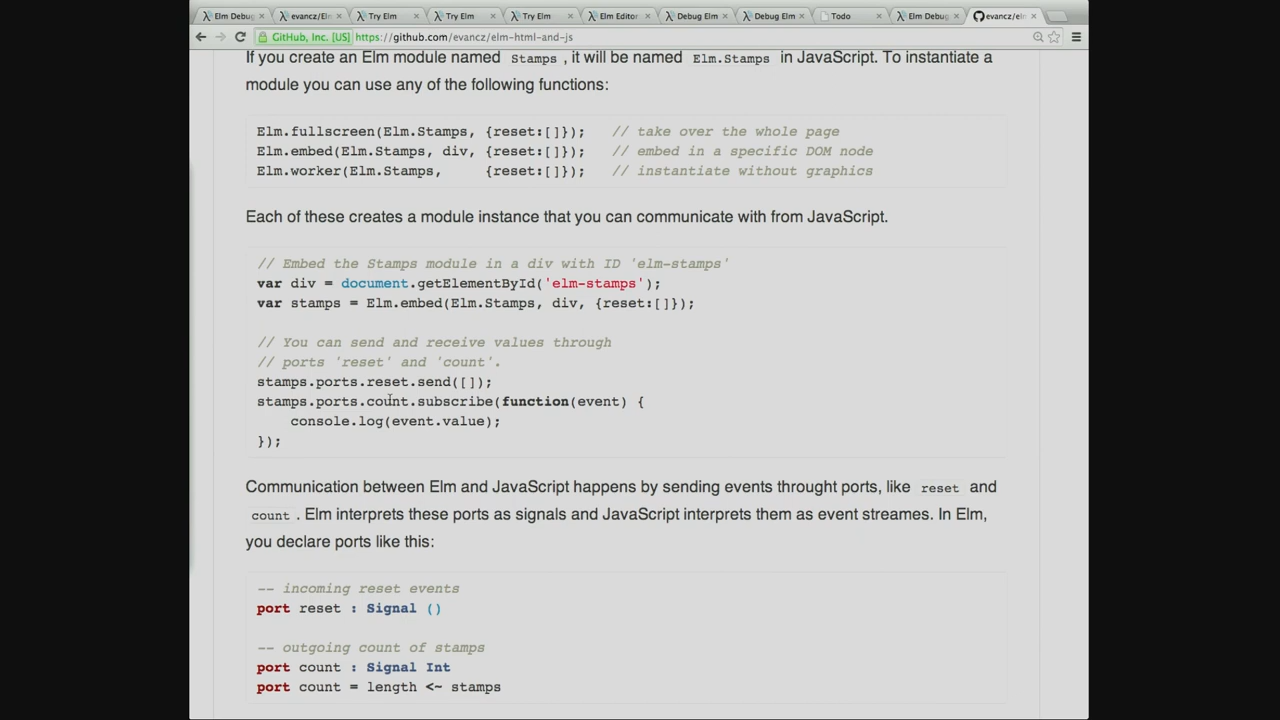 Elm Debug
evancz/Elm
Try Elm
Try Elm
Try Elm
Elm Editor
Debug Elm
Debug Elm
Todo
Elm Debug
evancz/elm
GitHub, Inc. [US] https://github.com/evancz/elm-html-and-js
If you create an Elm module named Stamps , it will be named Elm.Stamps in JavaScript. To instantiate a
module you can use any of the following functions:
Elm.fullscreen(Elm.Stamps, {reset:[]}); // take over the whole page
Elm.embed(Elm.Stamps, div, {reset:[]}); // embed in a specific DOM node
Elm.worker(Elm.Stamps, {reset:[]}); // instantiate without graphics
Each of these creates a module instance that you can communicate with from JavaScript.
// Embed the Stamps module in a div with ID 'elm-stamps'
var div = document.getElementById('elm-stamps');
var stamps = Elm.embed(Elm.Stamps, div, {reset:[]});
// You can send and receive values through
// ports 'reset' and 'count'.
stamps.ports.reset.send([]);
stamps.ports.count.subscribe(function(event) {
console.log(event.value);
});
Communication between Elm and JavaScript happens by sending events throught ports, like reset and
count . Elm interprets these ports as signals and JavaScript interprets them as event streames. In Elm,
you declare ports like this:
-- incoming reset events
port reset : Signal ()
-- outgoing count of stamps
port count : Signal Int
port count = length <~ stamps